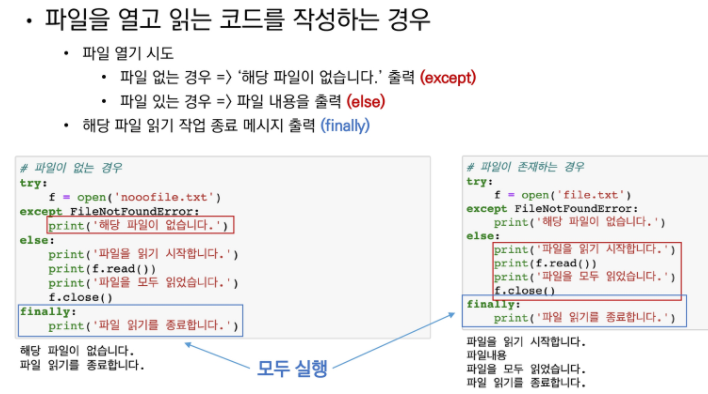 • 파일을 열고 읽는 코드를 작성하는 경우
• 파일 열기 시도
• 파일 없는 경우 => ‘해당 파일이 없습니다.’ 출력 (except)
• 파일 있는 경우 => 파일 내용을 출력 (else)
• 해당 파일 읽기 작업 종료 메시지 출력 (finally)
# 파일이 없는 경우
try:
    f = open('nooofile.txt')
except FileNotFoundError:
    print('해당 파일이 없습니다.')
else:
    print('파일을 읽기 시작합니다.')
    print(f.read())
    print('파일을 모두 읽었습니다.')
    f.close()
finally:
    print('파일 읽기를 종료합니다.')
해당 파일이 없습니다.
파일 읽기를 종료합니다.
모두 실행
# 파일이 존재하는 경우
try:
    f = open('file.txt')
except FileNotFoundError:
    print('해당 파일이 없습니다.')
else:
    print('파일을 읽기 시작합니다.')
    print(f.read())
    print('파일을 모두 읽었습니다.')
    f.close()
finally:
    print('파일 읽기를 종료합니다.')
파일을 읽기 시작합니다.
파일내용
파일을 모두 읽었습니다.
파일 읽기를 종료합니다.